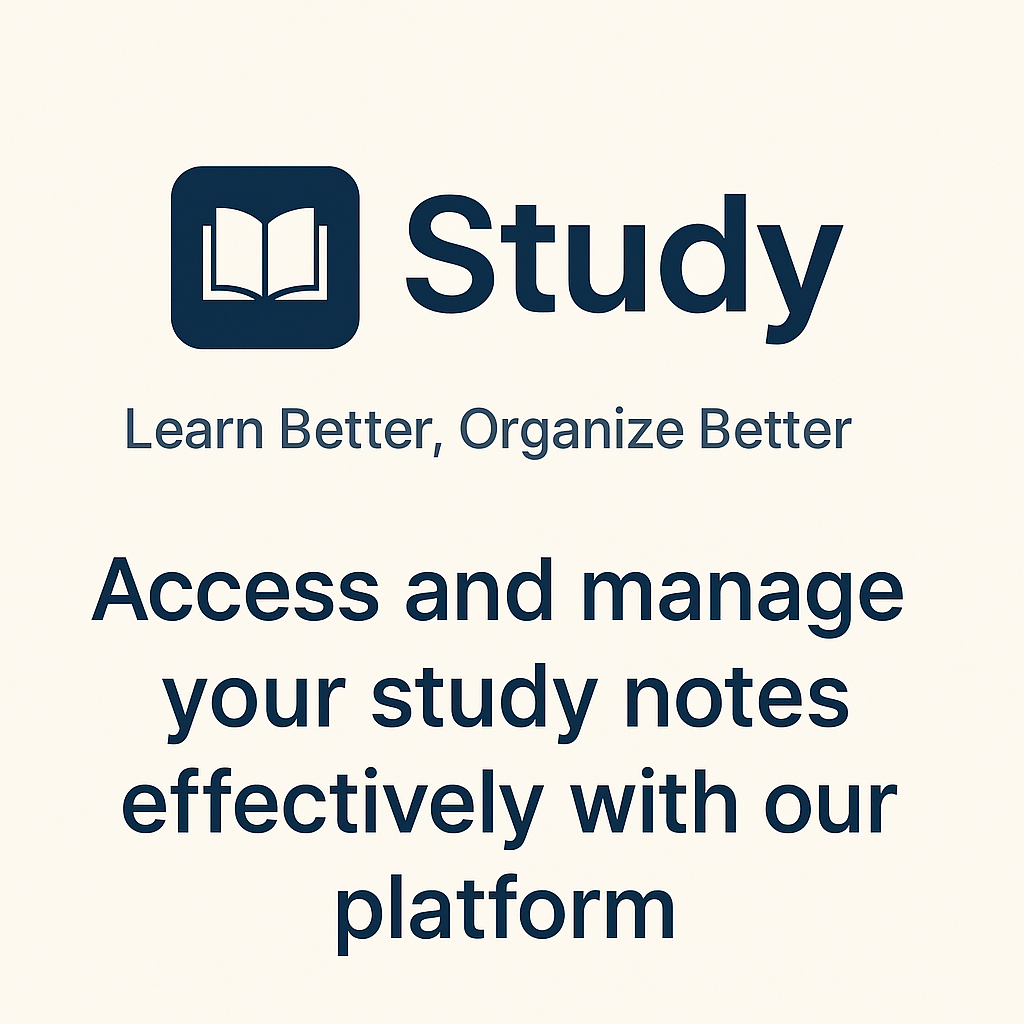 Study
Learn Better, Organize Better
Access and manage
your study notes
effectively with our
platform